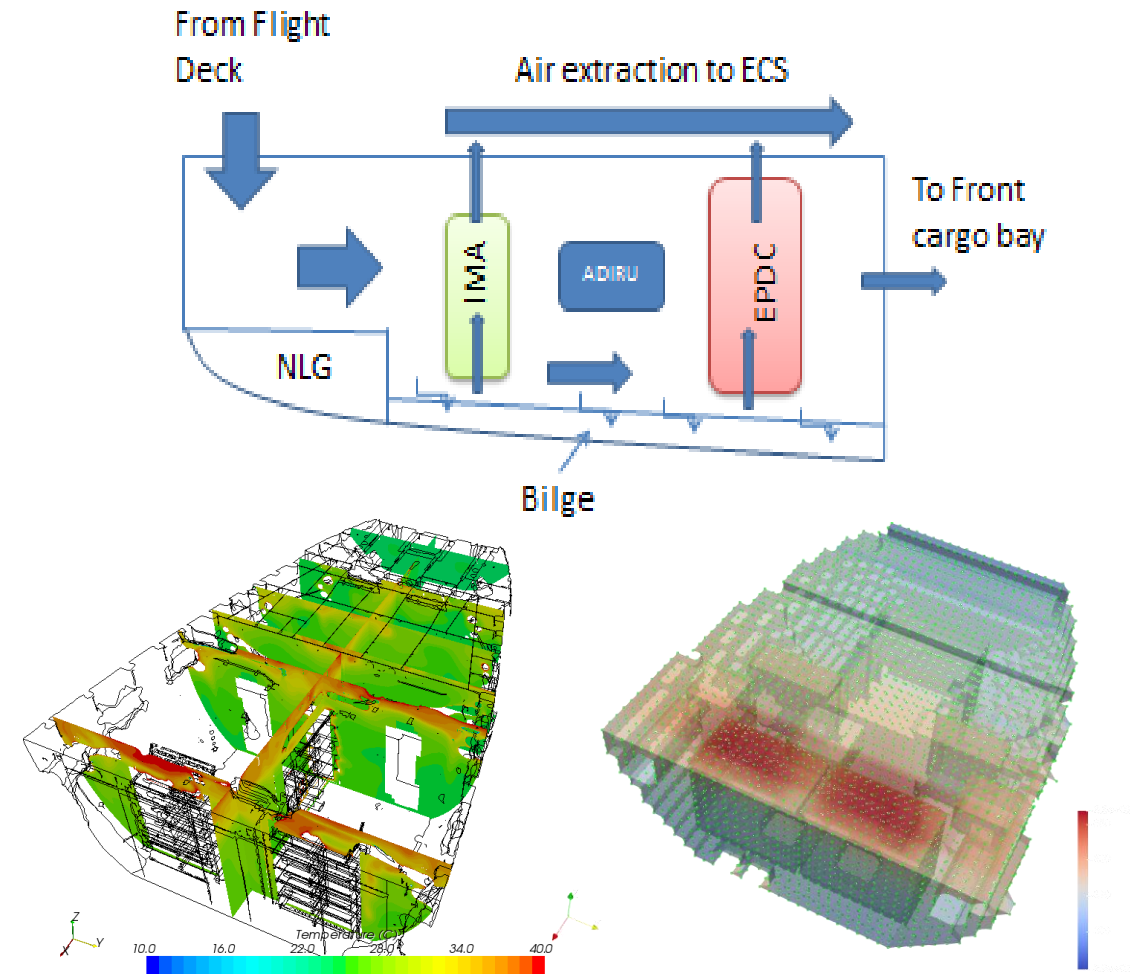 From Flight
Deck
Air extraction to ECS
To Front
cargo bay
IMA
ADIRU
EPDC
NLG
Bilge
Z
Y
X
Temperature (C)
10.0 16.0 22.0 28.0 34.0 40.0